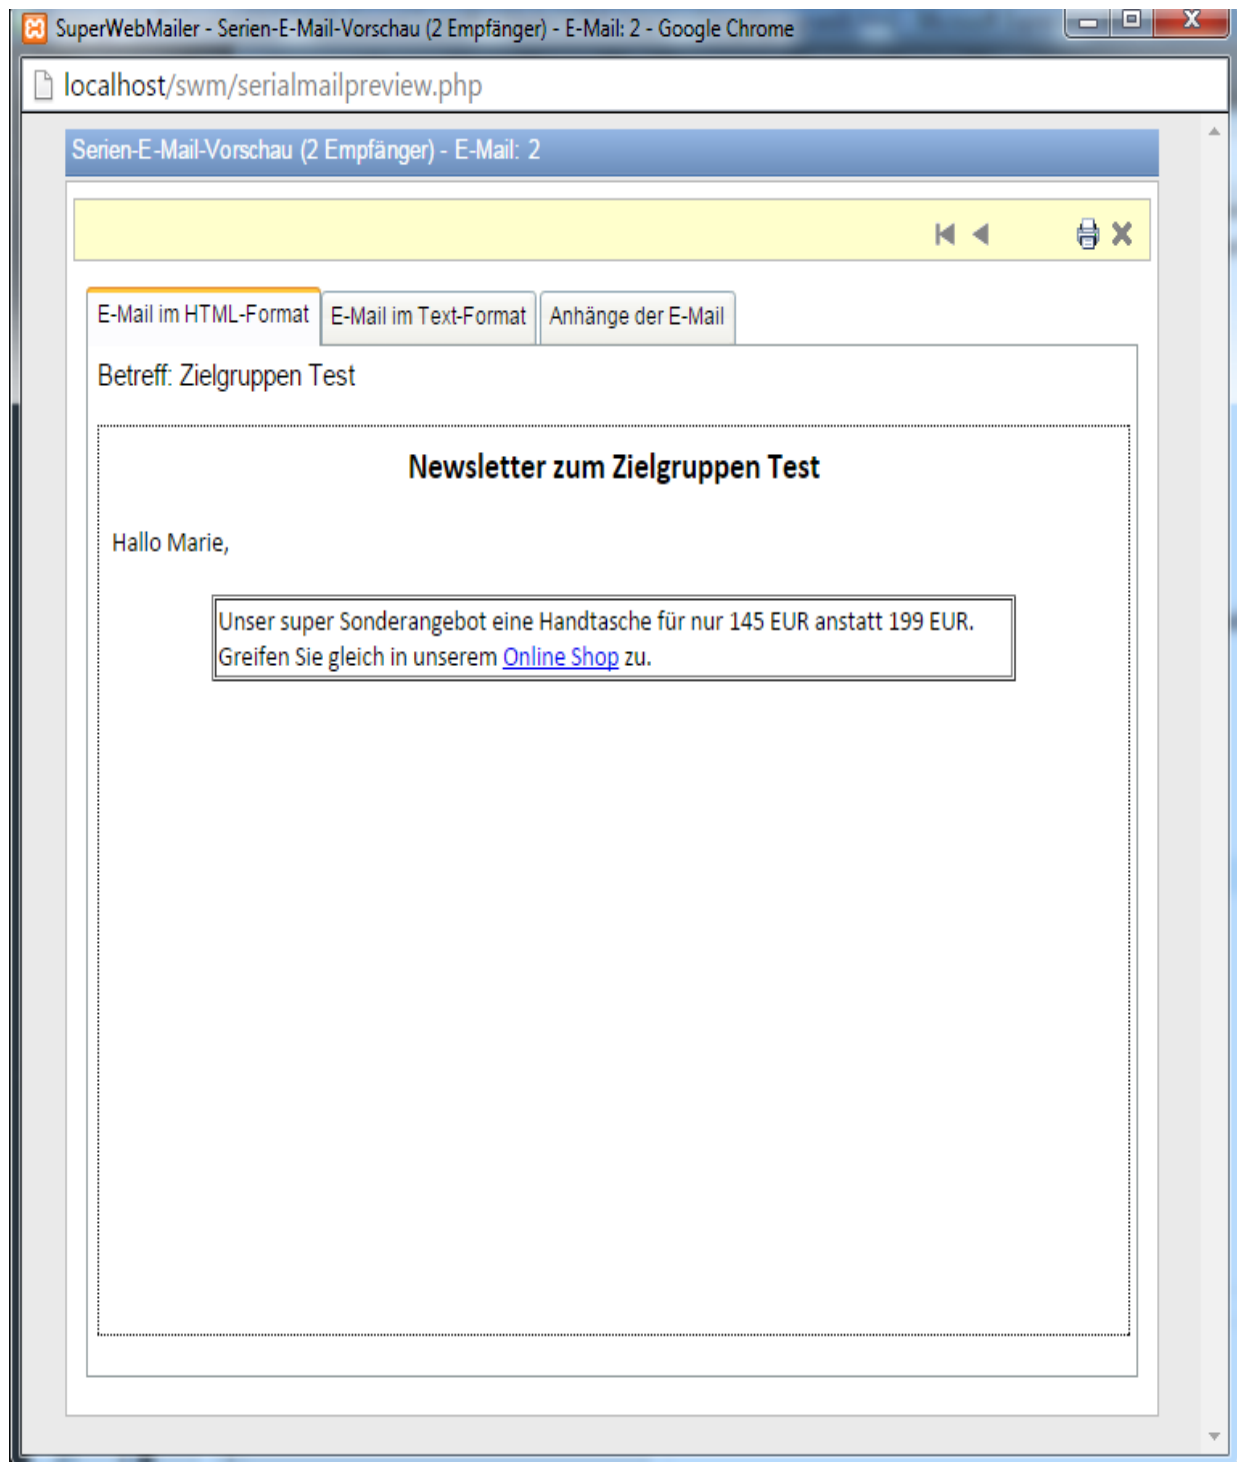 SuperWebMailer - Serien-E-Mail-Vorschau (2 Empfänger) - E-Mail: 2 - Google Chrome
localhost/swm/serialmailpreview.php
Serien-E-Mail-Vorschau (2 Empfänger) - E-Mail: 2
E-Mail im HTML-Format E-Mail im Text-Format Anhänge der E-Mail
Betreff: Zielgruppen Test
Newsletter zum Zielgruppen Test
Hallo Marie,
Unser super Sonderangebot eine Handtasche für nur 145 EUR anstatt 199 EUR.
Greifen Sie gleich in unserem Online Shop zu.